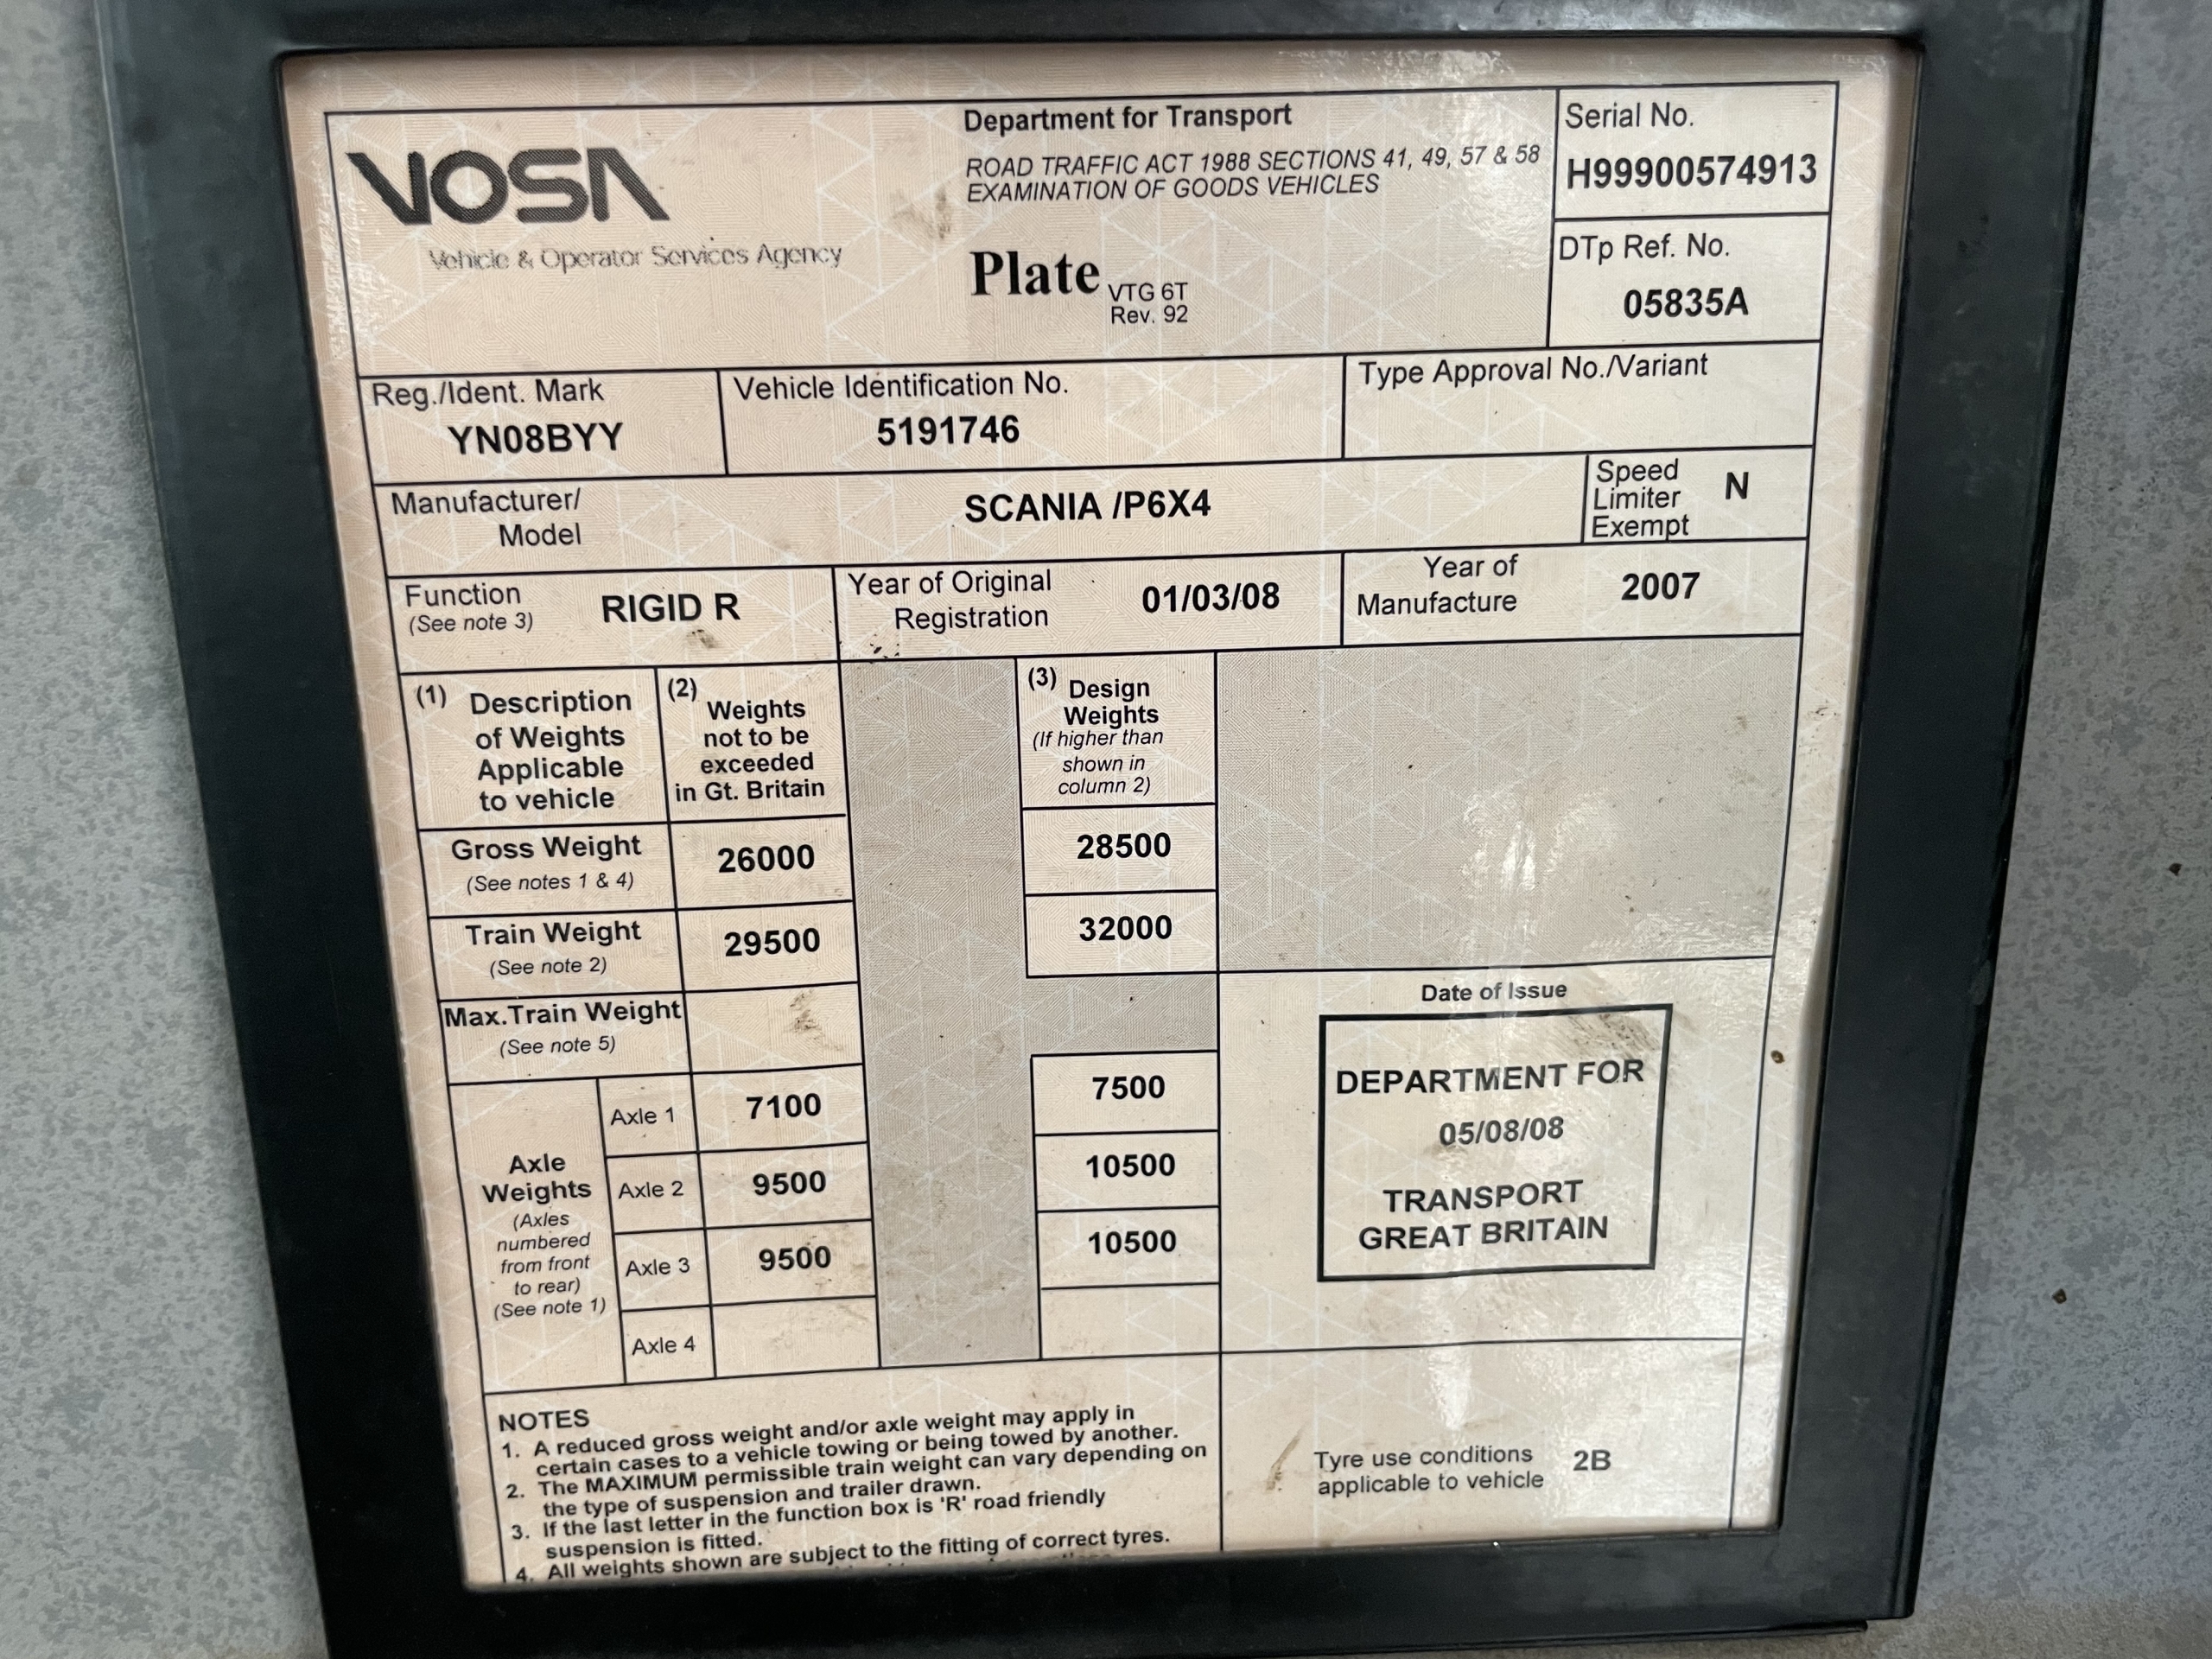 VOSA
Vehicle & Operator Services Agency
Department for Transport
ROAD TRAFFIC ACT 1988 SECTIONS 41, 49, 57 & 58
EXAMINATION OF GOODS VEHICLES
Plate VTG 6T
Rev. 92
Serial No.
H99900574913
DTp Ref. No.
05835A
Reg./Ident. Mark
YN08BYY
Vehicle Identification No.
5191746
Type Approval No./Variant
Manufacturer/
Model
SCANIA /P6X4
Speed
Limiter
Exempt
N
Function
(See note 3)
RIGID R
Year of Original
Registration
01/03/08
Year of
Manufacture
2007
(1) Description
of Weights
Applicable
to vehicle
(2) Weights
not to be
exceeded
in Gt. Britain
(3) Design
Weights
(If higher than
shown in
column 2)
Gross Weight
(See notes 1 & 4)
26000
28500
Train Weight
(See note 2)
29500
32000
Max.Train Weight
(See note 5)
Axle
Weights
(Axles
numbered
from front
to rear)
(See note 1)
Axle 1
7100
7500
Axle 2
9500
10500
Axle 3
9500
10500
Axle 4
Date of Issue
DEPARTMENT FOR
05/08/08
TRANSPORT
GREAT BRITAIN
NOTES
1. A reduced gross weight and/or axle weight may apply in
certain cases to a vehicle towing or being towed by another.
2. The MAXIMUM permissible train weight can vary depending on
the type of suspension and trailer drawn.
3. If the last letter in the function box is 'R' road friendly
suspension is fitted.
4. All weights shown are subject to the fitting of correct tyres.
Tyre use conditions
applicable to vehicle
2B